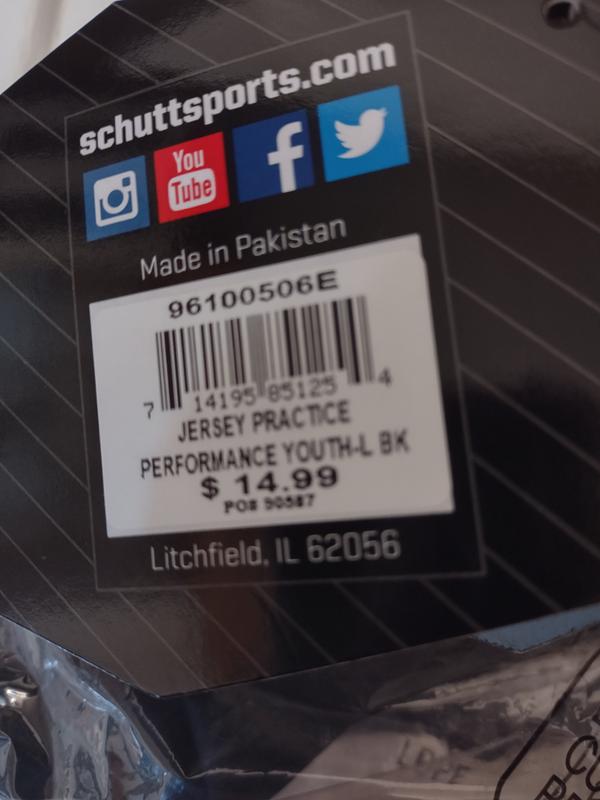 schuttsports.com
You
Tube
f
Made in Pakistan
96100506E
7 14195 85125 4
JERSEY PRACTICE
PERFORMANCE YOUTH-L BK
$ 14.99
PO# 90587
Litchfield, IL 62056